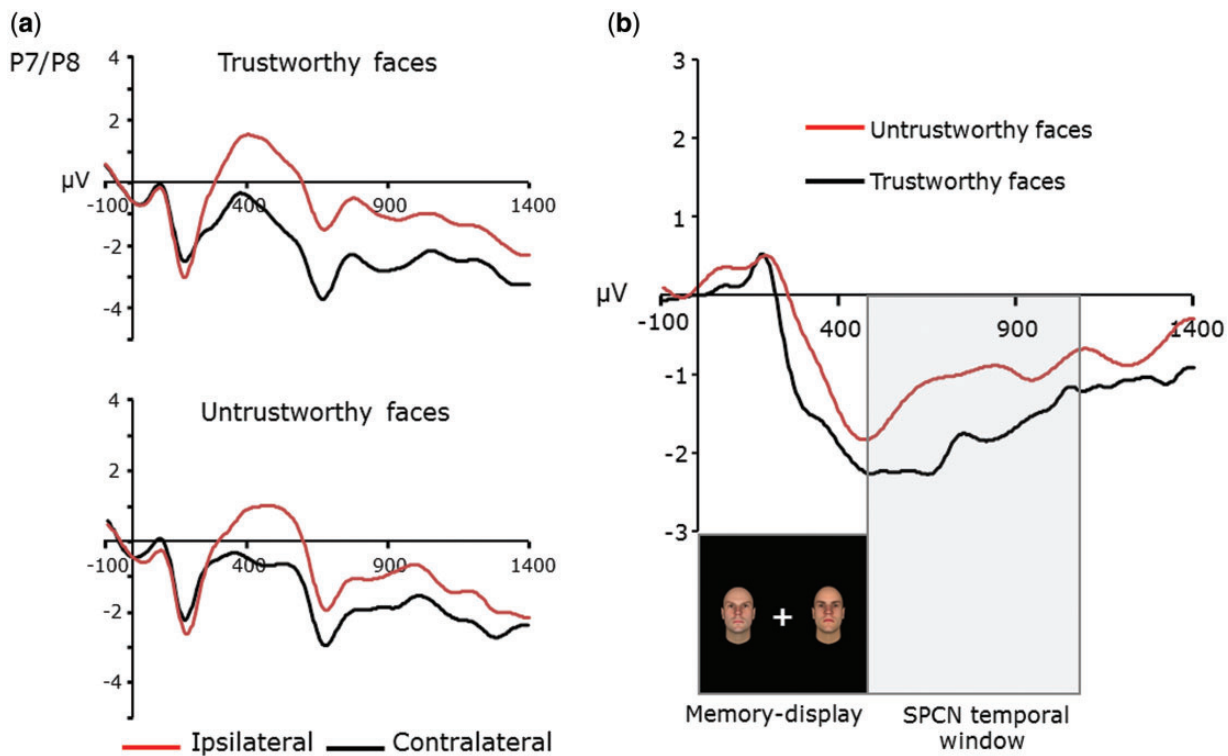 (a)
P7/P8
Trustworthy faces
4
2
µV
-100
400
900
1400
-2
-4
Untrustworthy faces
4
2
-100
400
900
1400
-2
-4
Ipsilateral
Contralateral
(b)
3
2
1
Untrustworthy faces
Trustworthy faces
µV
-100
400
900
1400
-1
-2
-3
+
Memory-display
SPCN temporal
window